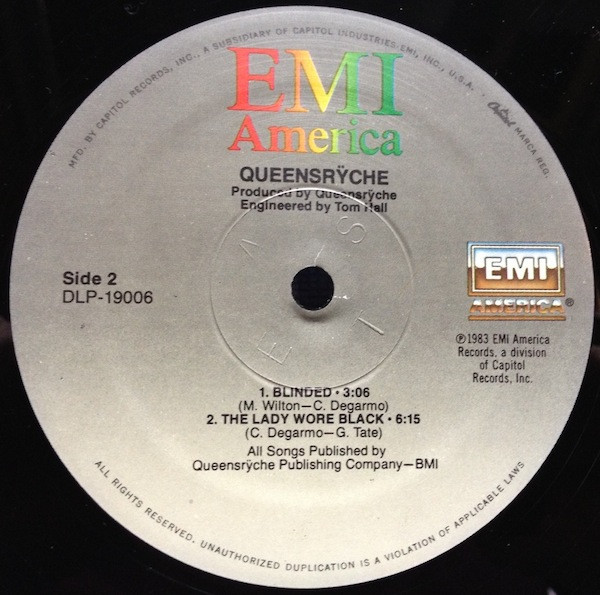 MFD. BY CAPITOL RECORDS, INC., A SUBSIDIARY OF CAPITOL INDUSTRIES-EMI, INC., U.S.A. Capitol MARCA REG.
EMI
America
QUEENSRŸCHE
Produced by Queensrÿche
Engineered by Tom Hall
Side 2
DLP-19006
EMI
AMERICA®
℗1983 EMI America
Records, a division
of Capitol
Records, Inc.
1. BLINDED • 3:06
(M. Wilton—C. Degarmo)
2. THE LADY WORE BLACK • 6:15
(C. Degarmo—G. Tate)
All Songs Published by
Queensrÿche Publishing Company—BMI
ALL RIGHTS RESERVED. UNAUTHORIZED DUPLICATION IS A VIOLATION OF APPLICABLE LAWS